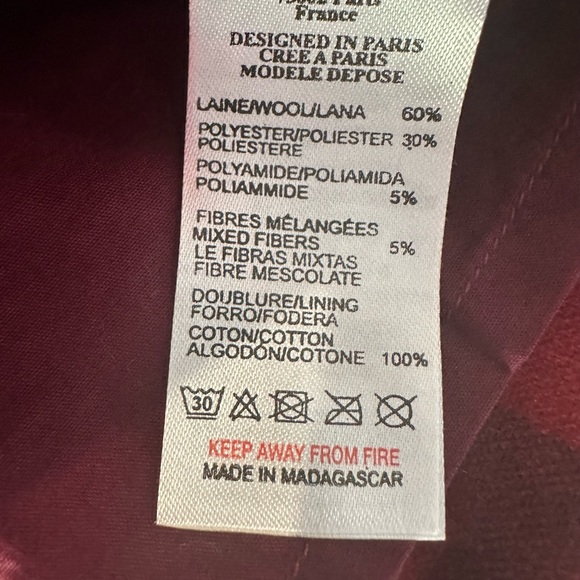 75002 Paris
France
DESIGNED IN PARIS
CREE A PARIS
MODELE DEPOSE
LAINE/WOOL/LANA 60%
POLYESTER/POLIESTER 30%
POLIESTERE
POLYAMIDE/POLIAMIDA
POLIAMMIDE 5%
FIBRES MÉLANGÉES
MIXED FIBERS 5%
LE FIBRAS MIXTAS
FIBRE MESCOLATE
DOUBLURE/LINING
FORRO/FODERA
COTON/COTTON
ALGODÓN/COTONE 100%
30
KEEP AWAY FROM FIRE
MADE IN MADAGASCAR